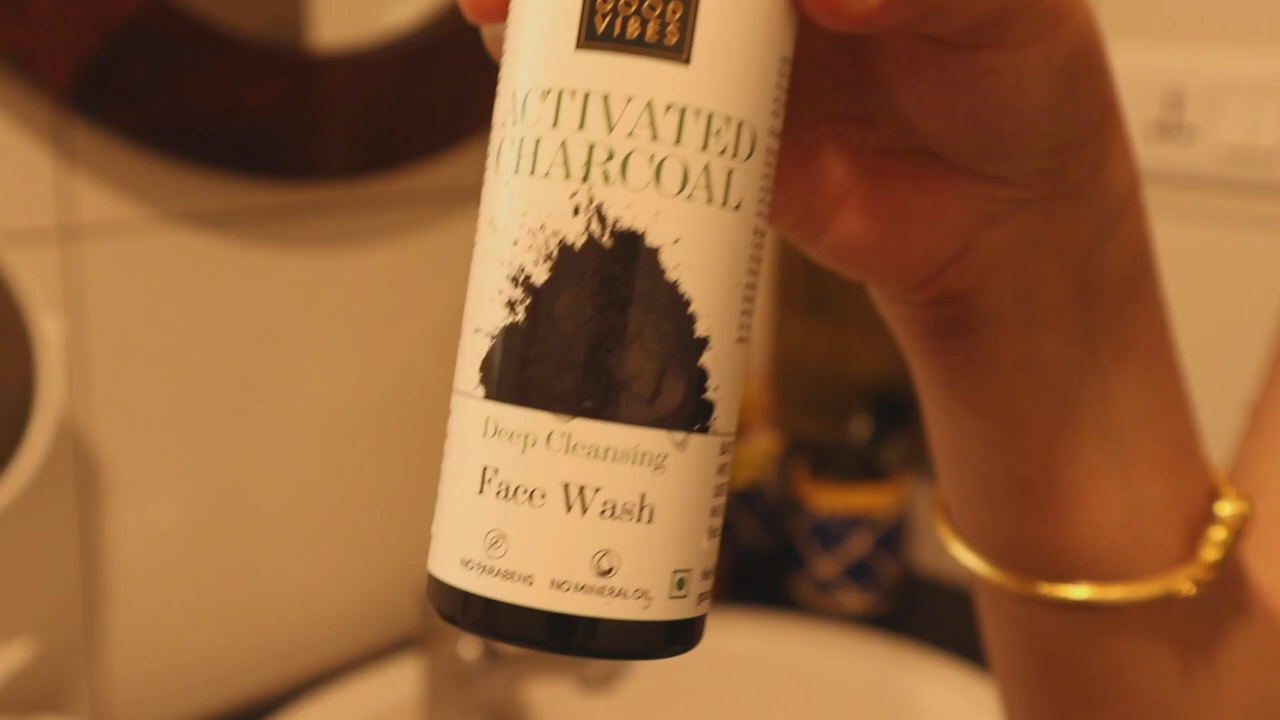 GOOD
VIBES
ACTIVATED
CHARCOAL
Deep Cleansing
Face Wash
NO PARABENS
NO MINERAL OIL